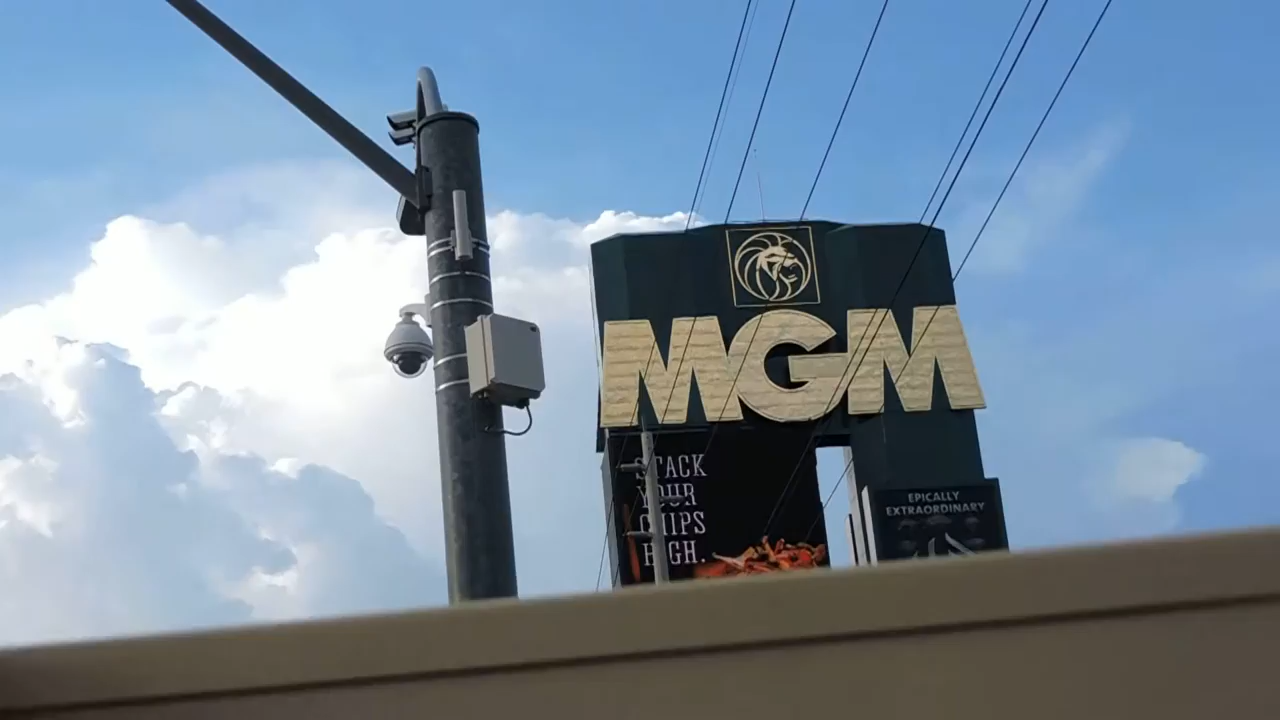 MGM
STACK
YOUR
CHIPS
HIGH.
EPICALLY
EXTRAORDINARY